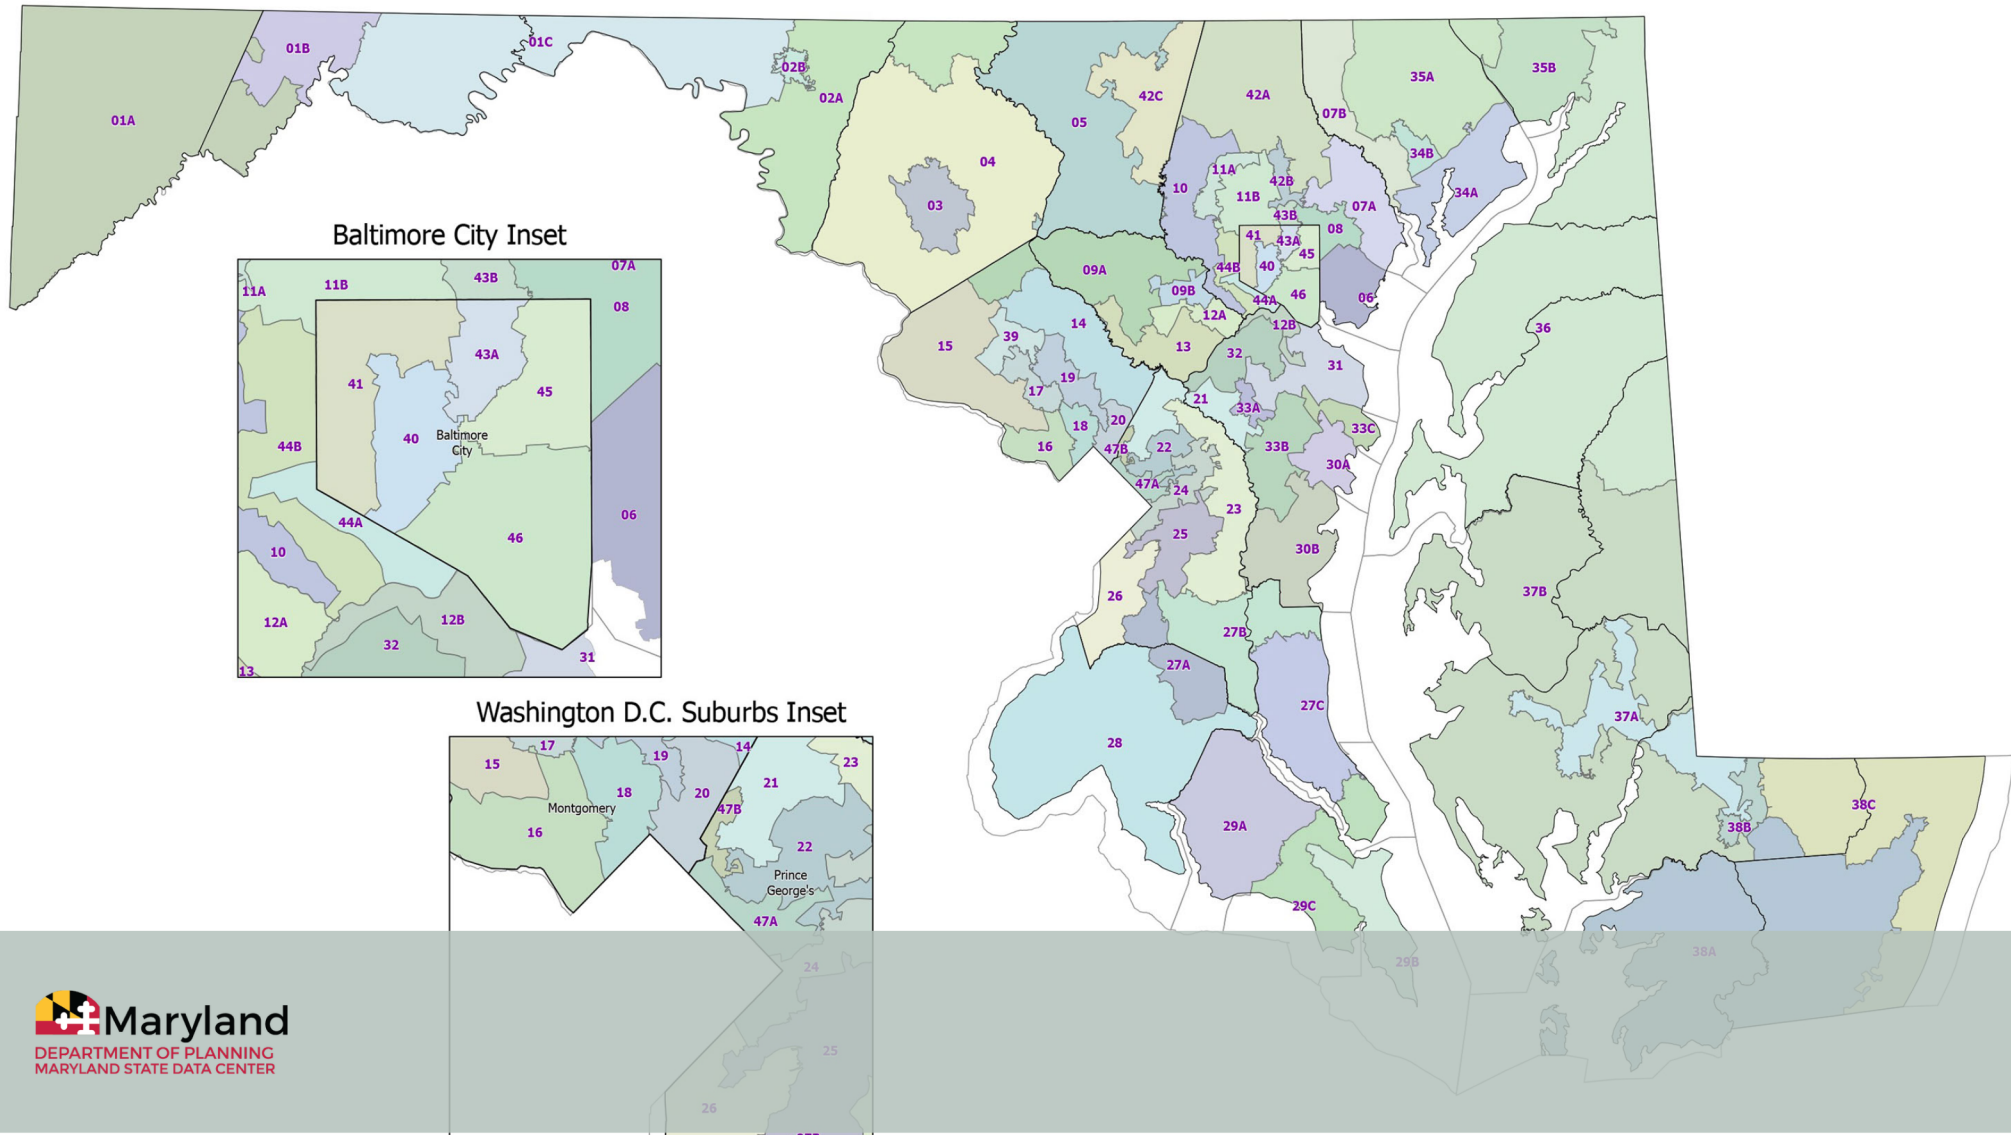 01A
01B
01C
02B
02A
03
04
05
42C
42A
07B
35A
35B
34B
34A
10
11A
11B
42B
43B
07A
08
41
43A
45
44B
40
46
44A
06
09A
09B
12A
12B
13
14
15
39
19
17
20
18
16
47B
22
47A
24
23
25
26
21
32
31
33A
33B
33C
30A
30B
27B
27A
27C
28
29A
29C
29B
36
37B
37A
38C
38B
38A
Baltimore City Inset
11A
11B
43B
07A
08
41
43A
45
40
Baltimore
City
44B
44A
46
06
10
12A
12B
32
31
13
Washington D.C. Suburbs Inset
17
19
14
15
23
21
18
20
Montgomery
47B
16
22
Prince
George's
47A
24
25
26
Maryland
DEPARTMENT OF PLANNING
MARYLAND STATE DATA CENTER